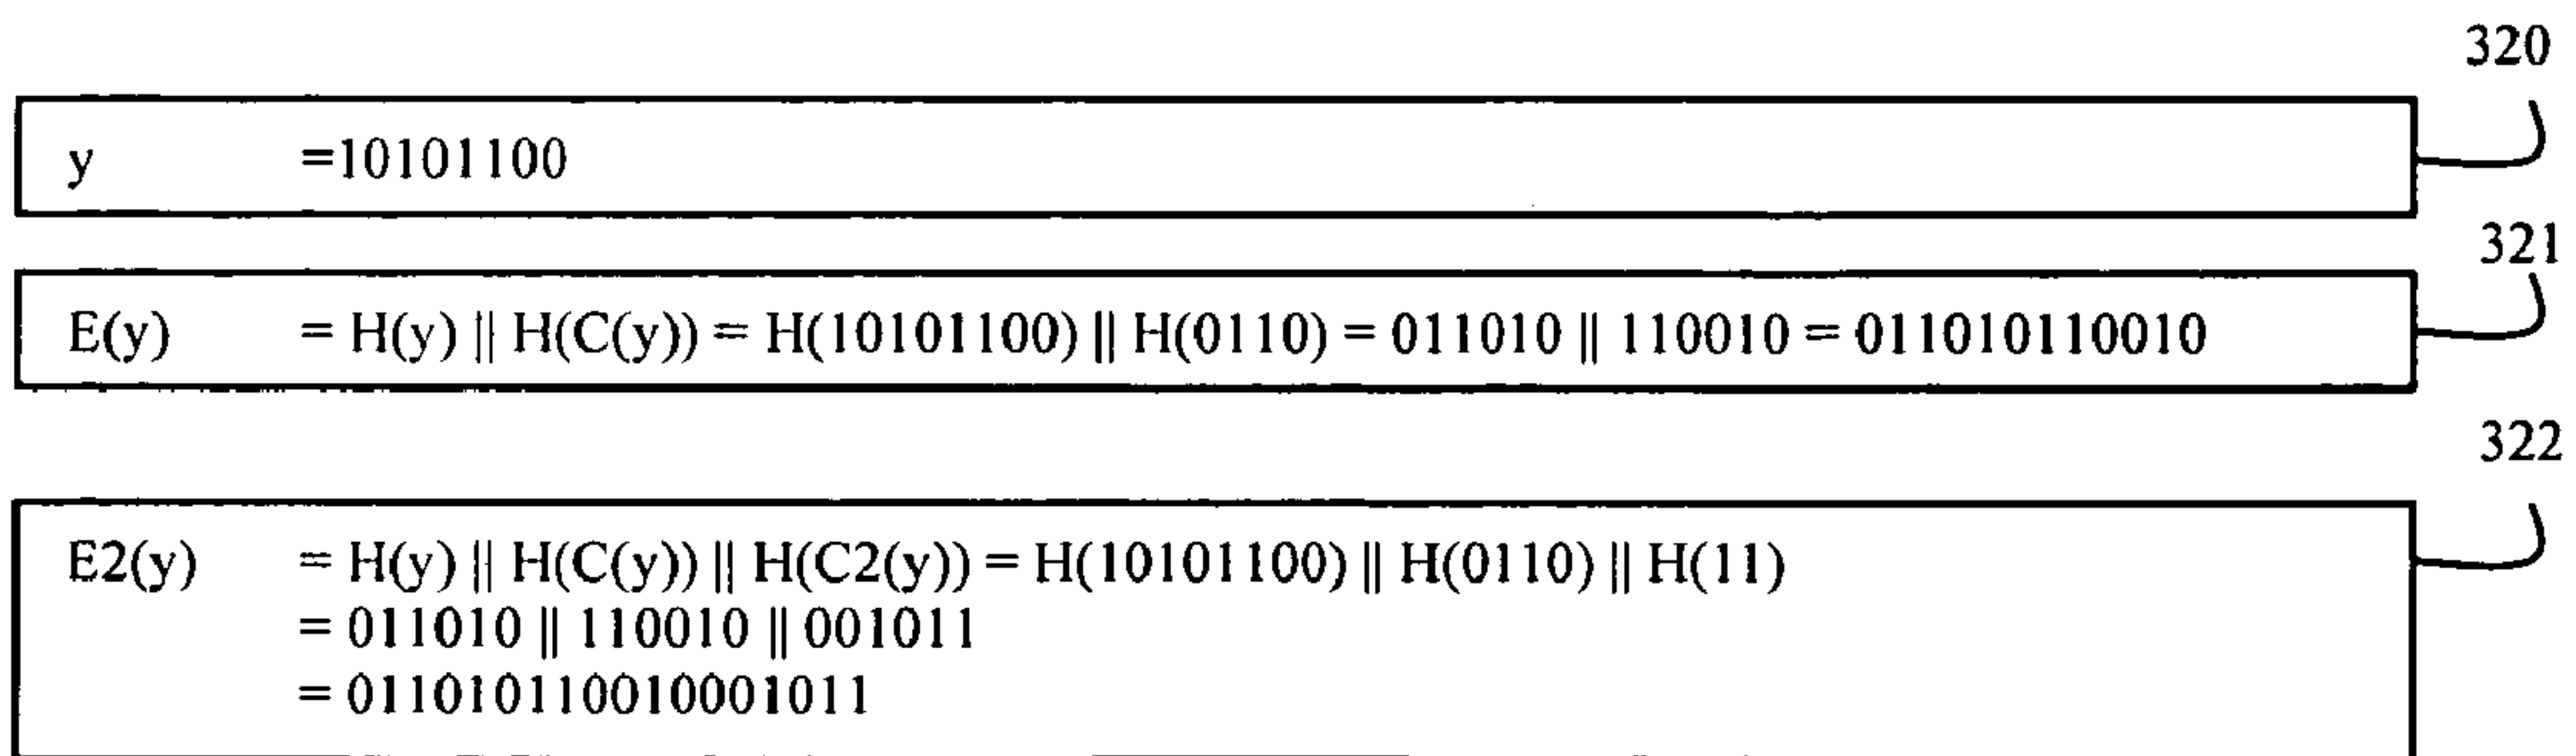 320
y =10101100
321
E(y) = H(y) || H(C(y)) = H(10101100) || H(0110) = 011010 || 110010 = 011010110010
322
E2(y) = H(y) || H(C(y)) || H(C2(y)) = H(10101100) || H(0110) || H(11)
= 011010 || 110010 || 001011
= 011010110010001011